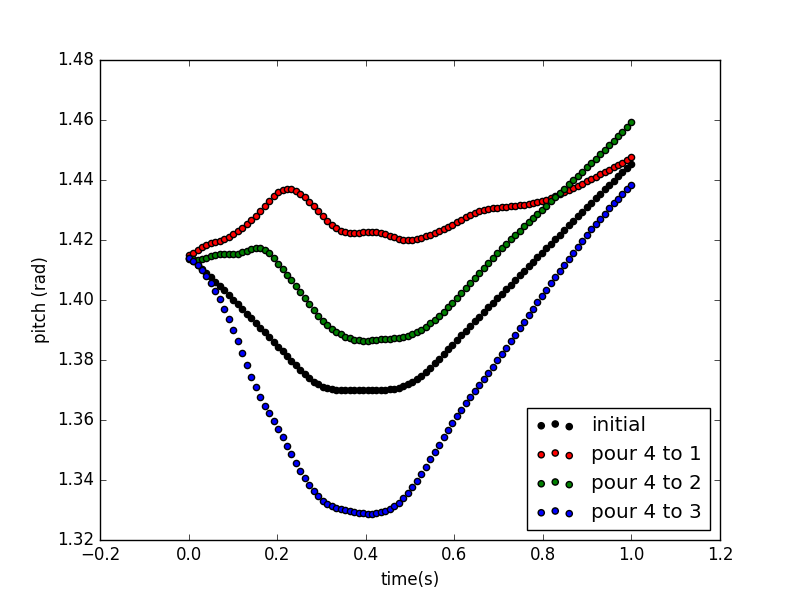 1.48
1.46
1.44
1.42
1.40
1.38
1.36
1.34
1.32
pitch (rad)
−0.2 0.0 0.2 0.4 0.6 0.8 1.0 1.2
time(s)
initial
pour 4 to 1
pour 4 to 2
pour 4 to 3